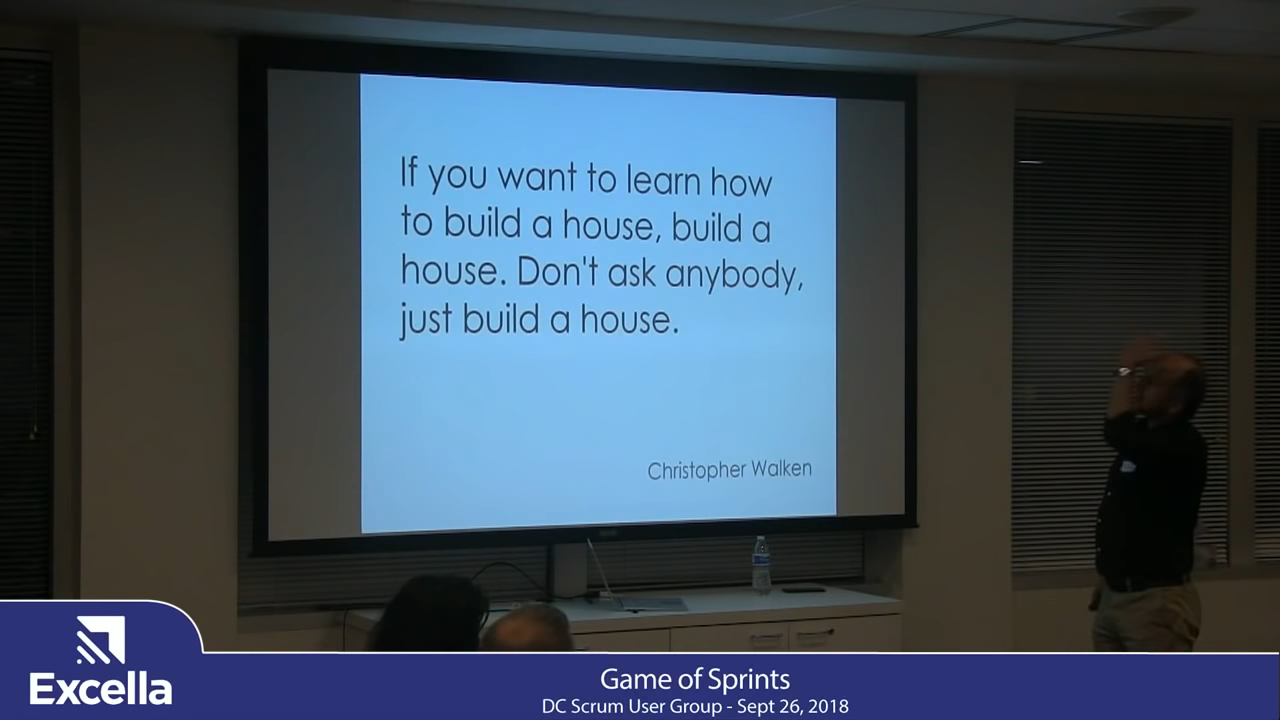 If you want to learn how
to build a house, build a
house. Don't ask anybody,
just build a house.
Christopher Walken
Excella
Game of Sprints
DC Scrum User Group - Sept 26, 2018